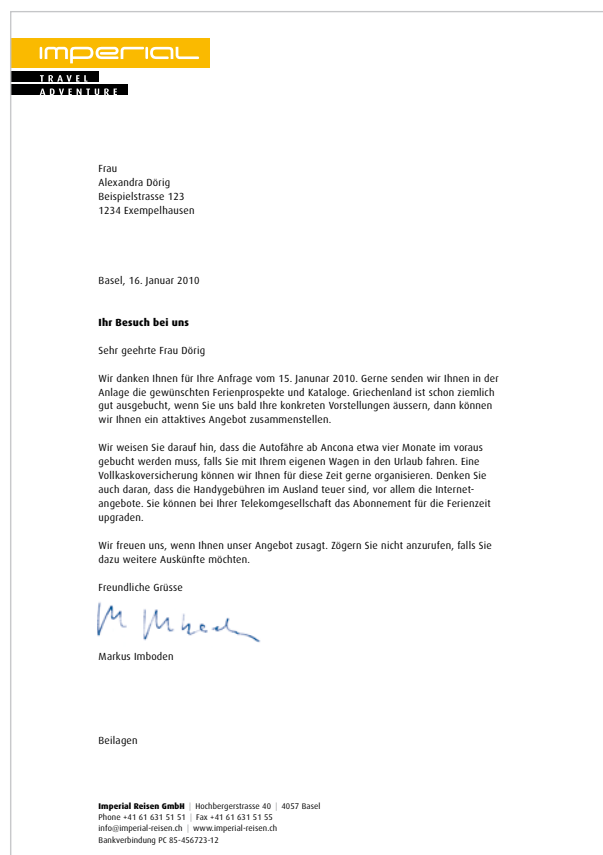 IMPERIAL
TRAVEL
ADVENTURE
Frau
Alexandra Dörig
Beispielstrasse 123
1234 Exempelhausen
Basel, 16. Januar 2010
Ihr Besuch bei uns
Sehr geehrte Frau Dörig
Wir danken Ihnen für Ihre Anfrage vom 15. Janunar 2010. Gerne senden wir Ihnen in der
Anlage die gewünschten Ferienprospekte und Kataloge. Griechenland ist schon ziemlich
gut ausgebucht, wenn Sie uns bald Ihre konkreten Vorstellungen äussern, dann können
wir Ihnen ein attaktives Angebot zusammenstellen.
Wir weisen Sie darauf hin, dass die Autofähre ab Ancona etwa vier Monate im voraus
gebucht werden muss, falls Sie mit Ihrem eigenen Wagen in den Urlaub fahren. Eine
Vollkaskoversicherung können wir Ihnen für diese Zeit gerne organisieren. Denken Sie
auch daran, dass die Handygebühren im Ausland teuer sind, vor allem die Internet-
angebote. Sie können bei Ihrer Telekomgesellschaft das Abonnement für die Ferienzeit
upgraden.
Wir freuen uns, wenn Ihnen unser Angebot zusagt. Zögern Sie nicht anzurufen, falls Sie
dazu weitere Auskünfte möchten.
Freundliche Grüsse
Markus Imboden
Beilagen
Imperial Reisen GmbH | Hochbergerstrasse 40 | 4057 Basel
Phone +41 61 631 51 51 | Fax +41 61 631 51 55
info@imperial-reisen.ch | www.imperial-reisen.ch
Bankverbindung PC 85-456723-12